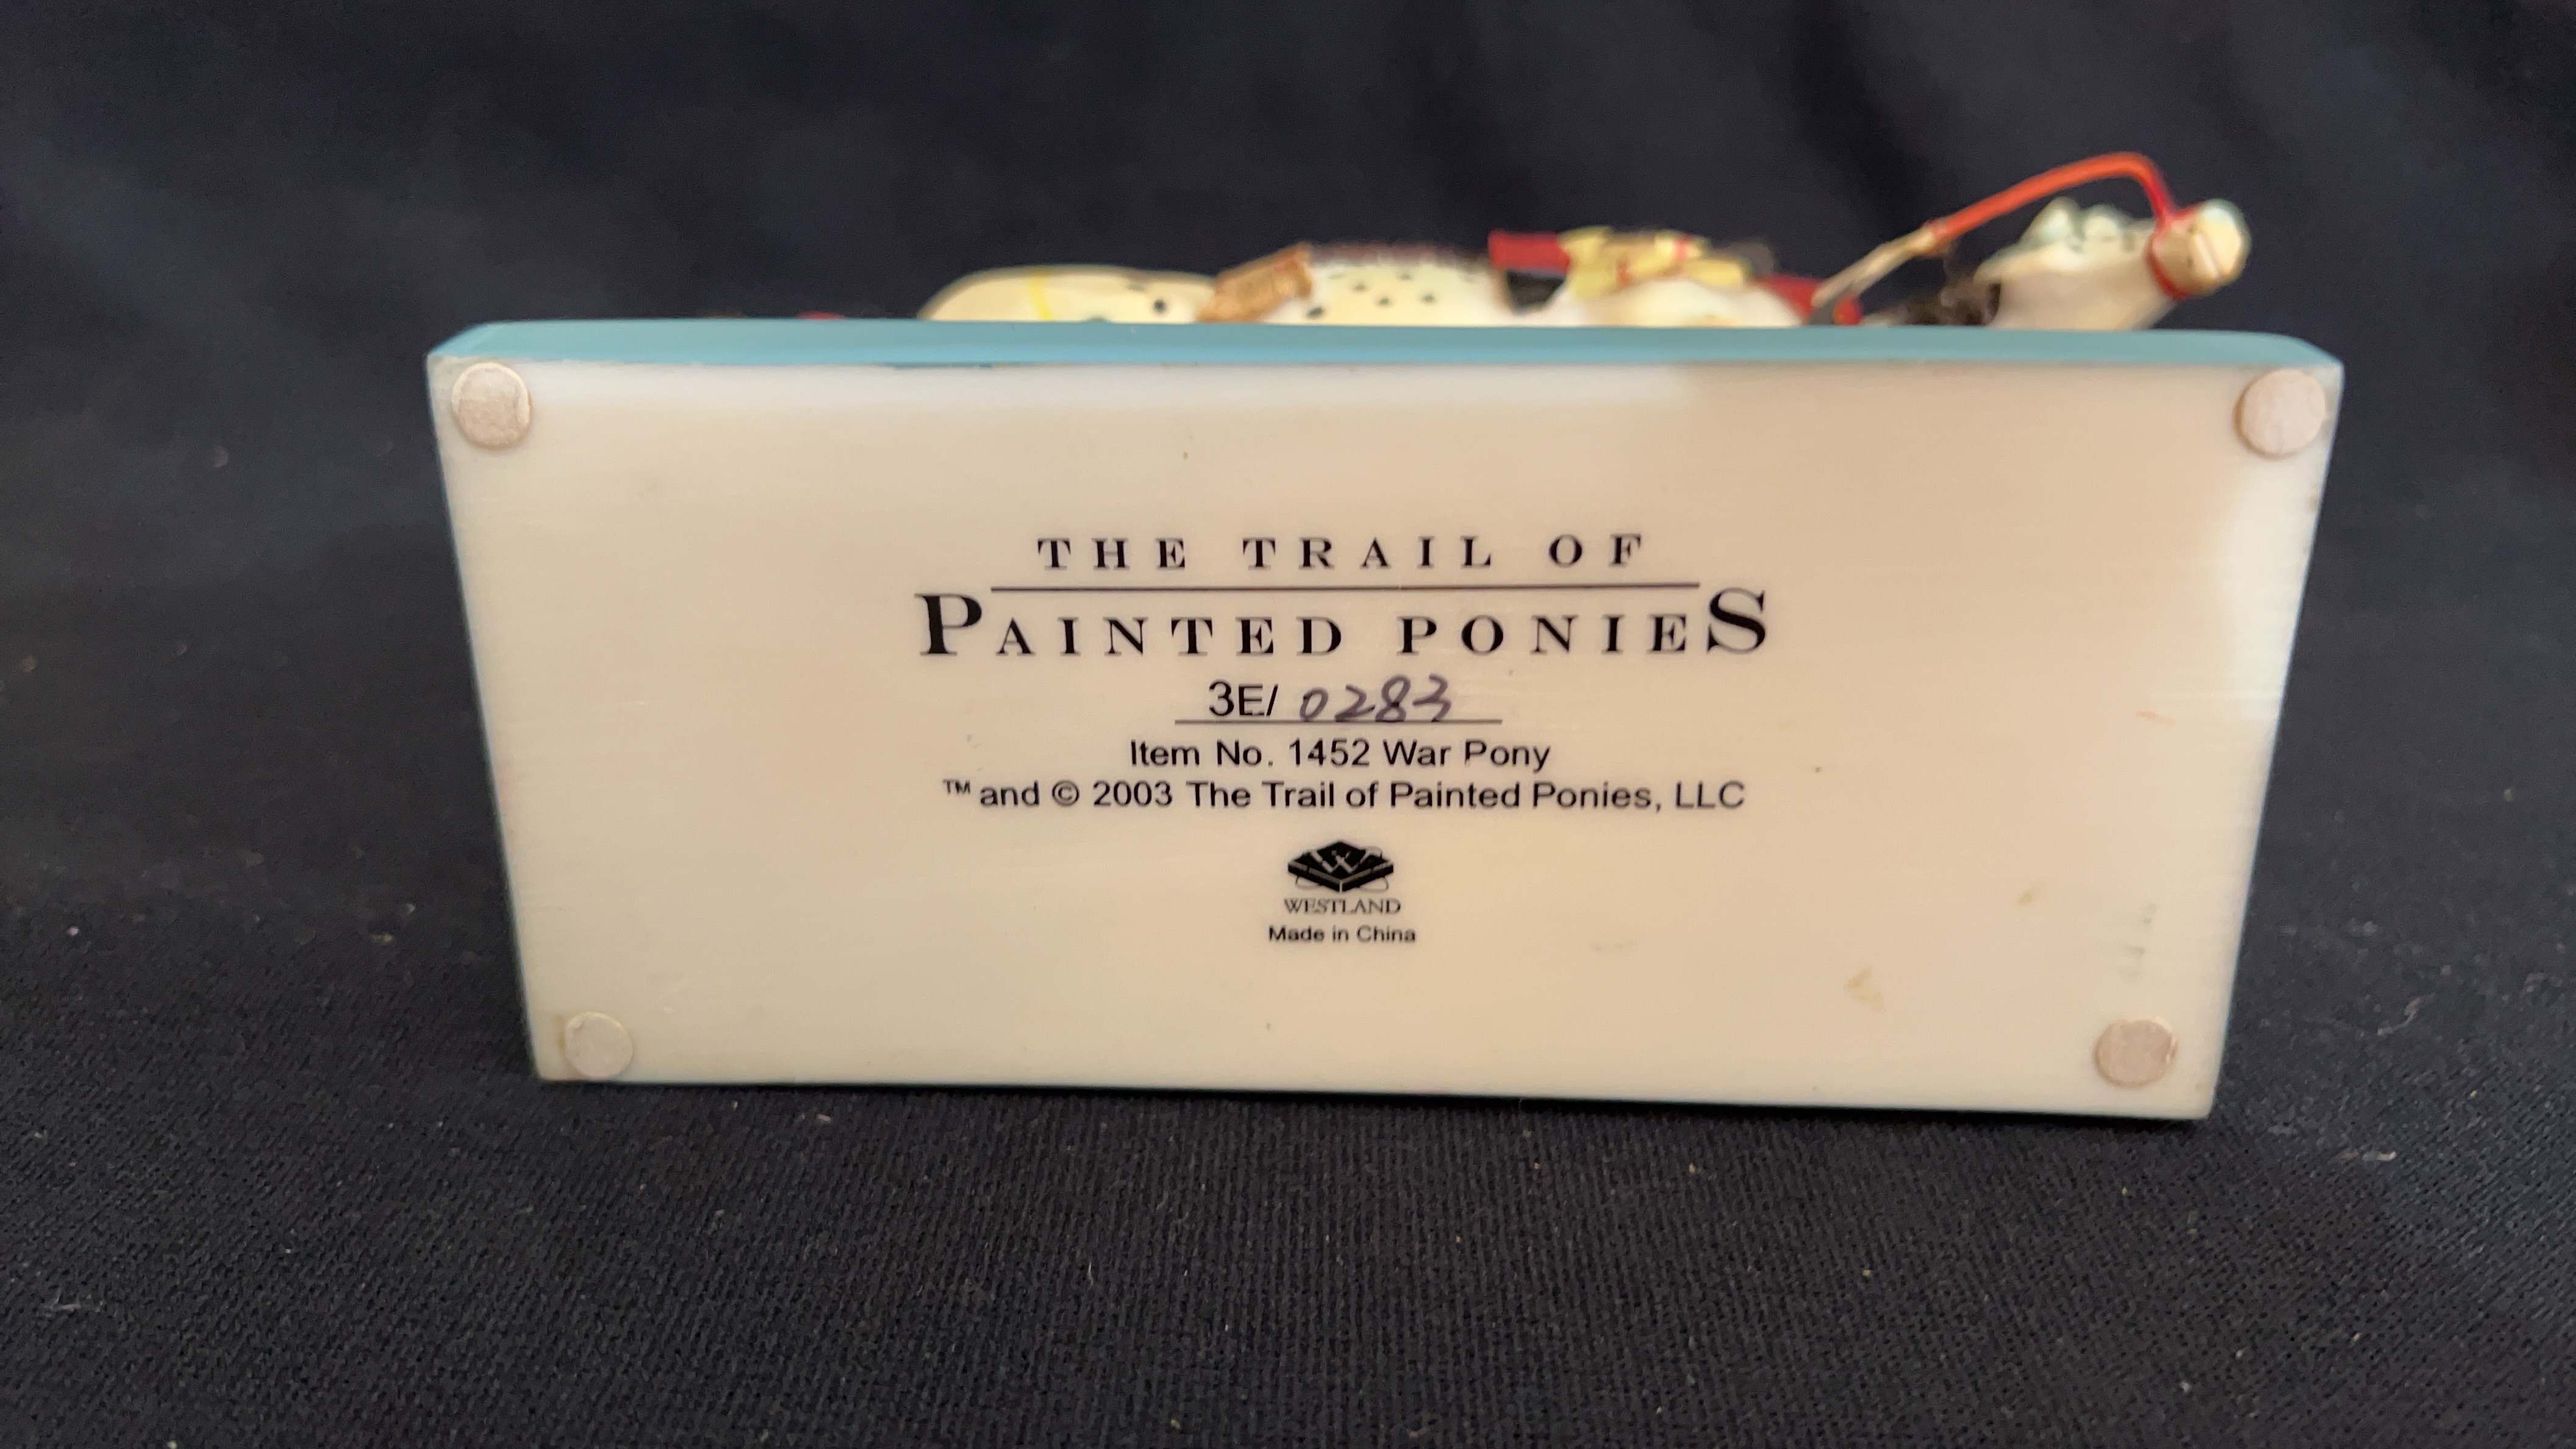 THE TRAIL OF
PAINTED PONIES
3E/ 0283
Item No. 1452 War Pony
™ and © 2003 The Trail of Painted Ponies, LLC
W
WESTLAND
Made in China